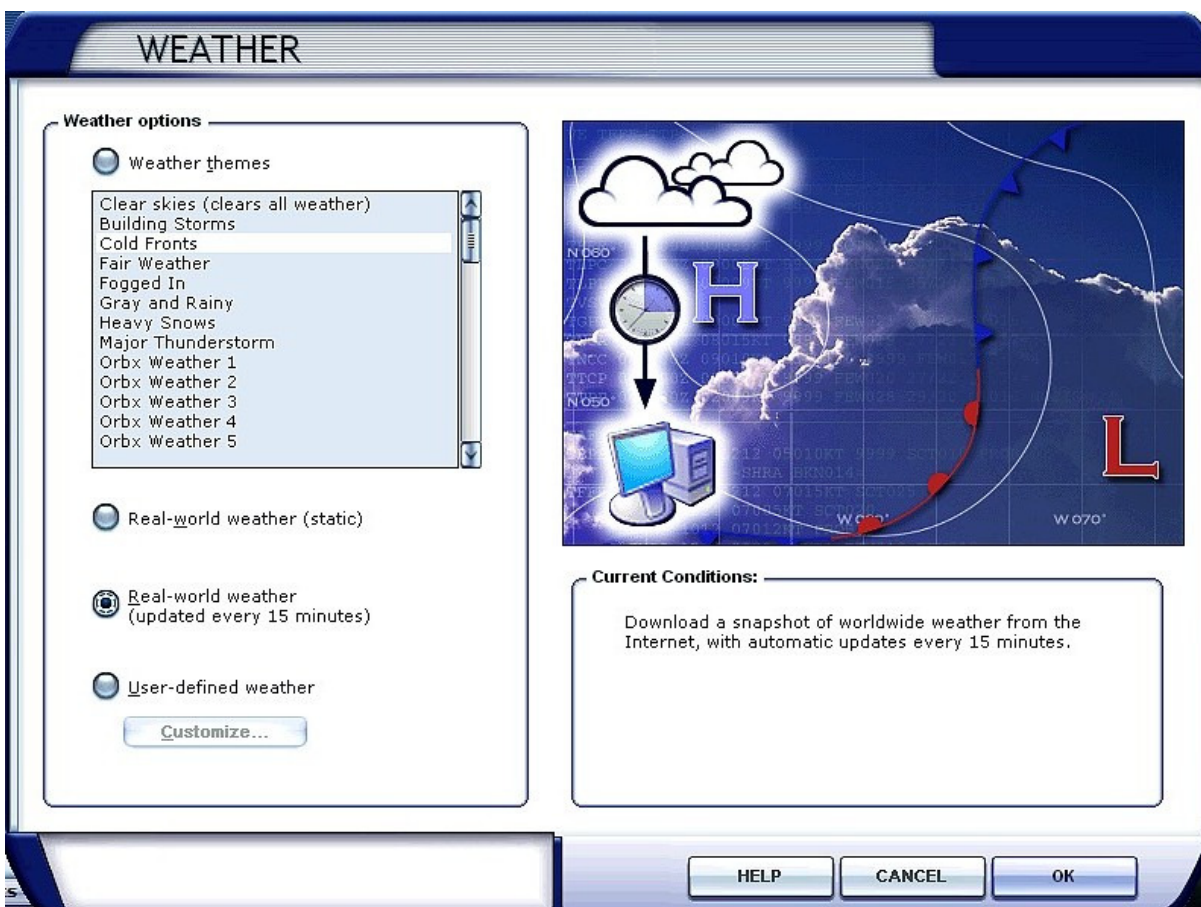 WEATHER
Weather options
Weather themes
Clear skies (clears all weather)
Building Storms
Cold Fronts
Fair Weather
Fogged In
Gray and Rainy
Heavy Snows
Major Thunderstorm
Orbx Weather 1
Orbx Weather 2
Orbx Weather 3
Orbx Weather 4
Orbx Weather 5
Real-world weather (static)
Real-world weather
(updated every 15 minutes)
User-defined weather
Customize...
N 060°
H
N 050°
L
W 070°
Current Conditions:
Download a snapshot of worldwide weather from the
Internet, with automatic updates every 15 minutes.
HELP
CANCEL
OK